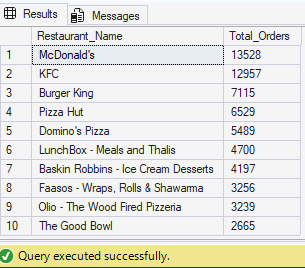 Results Messages
Restaurant_Name Total_Orders
1 McDonald's 13528
2 KFC 12957
3 Burger King 7115
4 Pizza Hut 6529
5 Domino's Pizza 5489
6 LunchBox - Meals and Thalis 4700
7 Baskin Robbins - Ice Cream Desserts 4197
8 Faasos - Wraps, Rolls & Shawarma 3256
9 Olio - The Wood Fired Pizzeria 3239
10 The Good Bowl 2665
Query executed successfully.